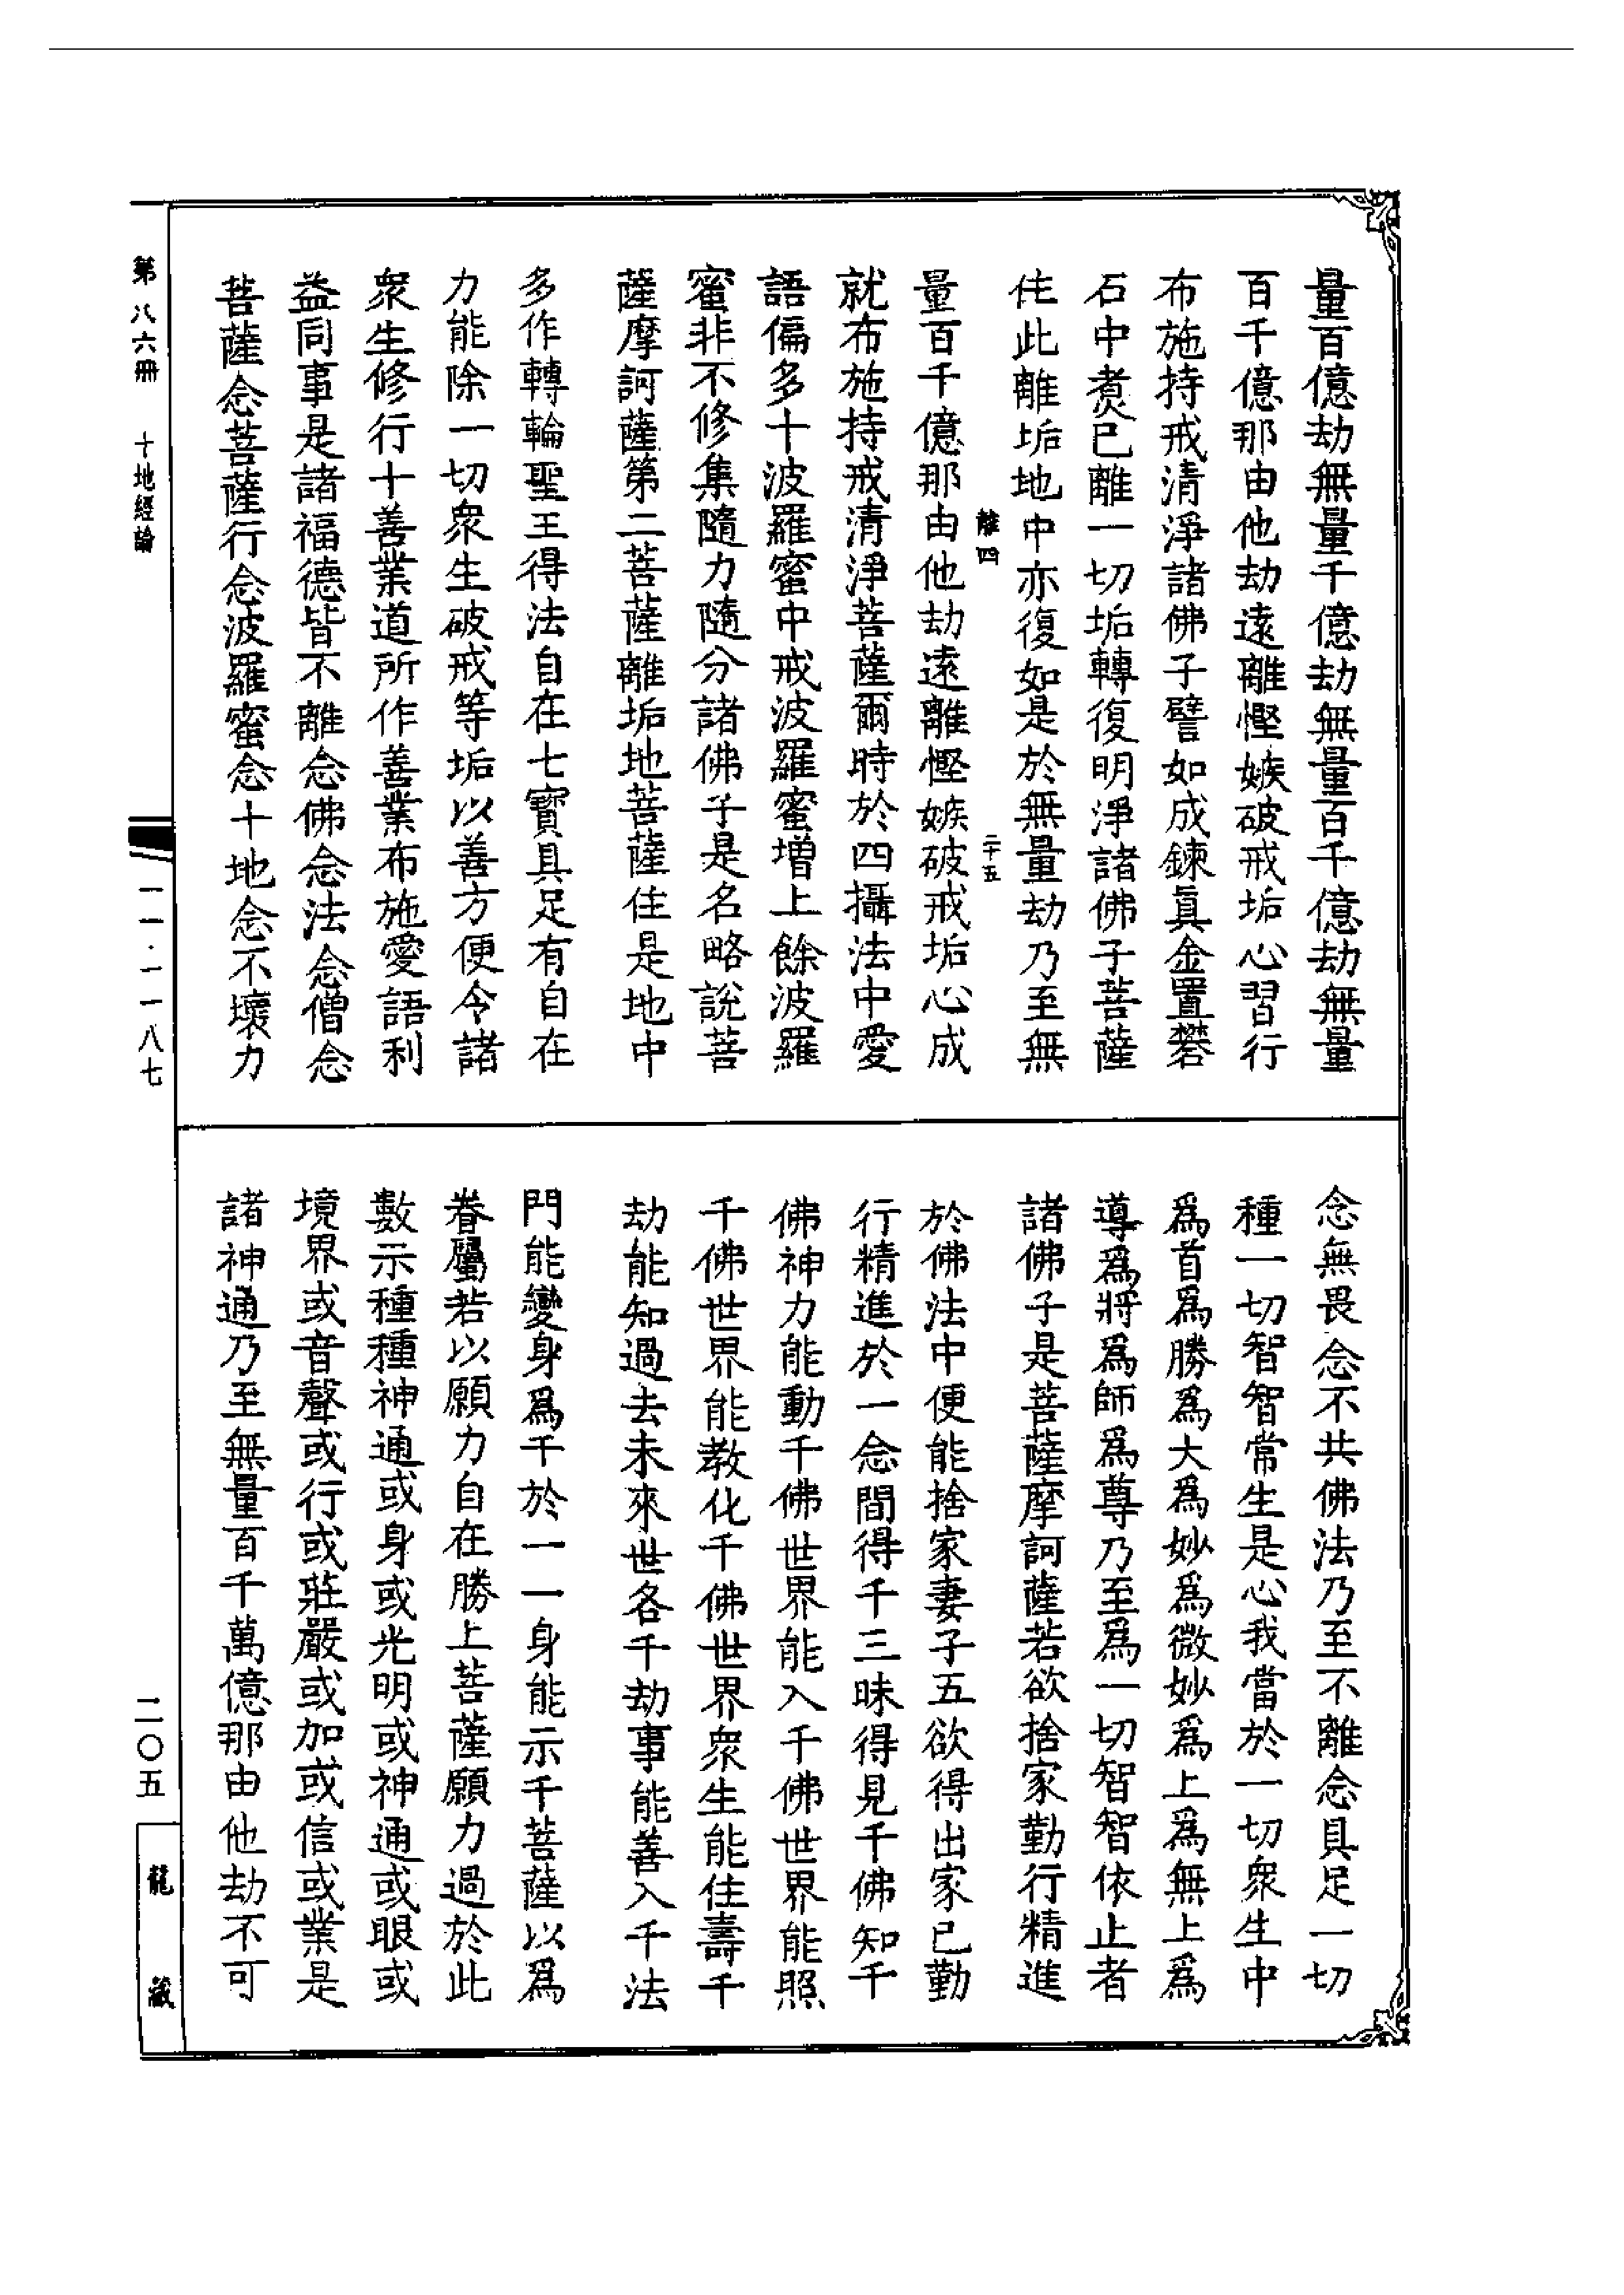 量百億劫無量千億劫無量百千億劫無量
百千億那由他劫遠離慳嫉破戒垢心習行
布施持戒清淨諸佛子譬如成鍊真金置礬
石中煑已離一切垢轉復明淨諸佛子菩薩
住此離垢地中亦復如是於無量劫乃至無
離四
二十五
量百千億那由他劫遠離慳嫉破戒垢心成
就布施持戒清淨菩薩爾時於四攝法中愛
語偏多十波羅蜜中戒波羅蜜增上餘波羅
蜜非不修集隨力隨分諸佛子是名略說菩
薩摩訶薩第二菩薩離垢地菩薩住是地中
多作轉輪聖王得法自在七寶具足有自在
力能除一切衆生破戒等垢以善方便令諸
衆生修行十善業道所作善業布施愛語利
益同事是諸福德皆不離念佛念法念僧念
菩薩念菩薩行念波羅蜜念十地念不壞力
念無畏念不共佛法乃至不離念具足一切
種一切智智常生是心我當於一切衆生中
爲首爲勝爲大爲妙爲微妙爲上爲無上爲
導爲將爲師爲尊乃至爲一切智智依止者
諸佛子是菩薩摩訶薩若欲捨家勤行精進
於佛法中便能捨家妻子五欲得出家已勤
行精進於一念間得千三昧得見千佛知千
佛神力能動千佛世界能入千佛世界能照
千佛世界能教化千佛世界衆生能住壽千
劫能知過去未來世各千劫事能善入千法
門能變身爲千於一一身能示千菩薩以爲
眷屬若以願力自在勝上菩薩願力過於此
數示種種神通或身或光明或神通或眼或
境界或音聲或行或莊嚴或加或信或業是
諸神通乃至無量百千萬億那由他劫不可
第八六冊 十地經論
一一·一一八七
二〇五
龍藏